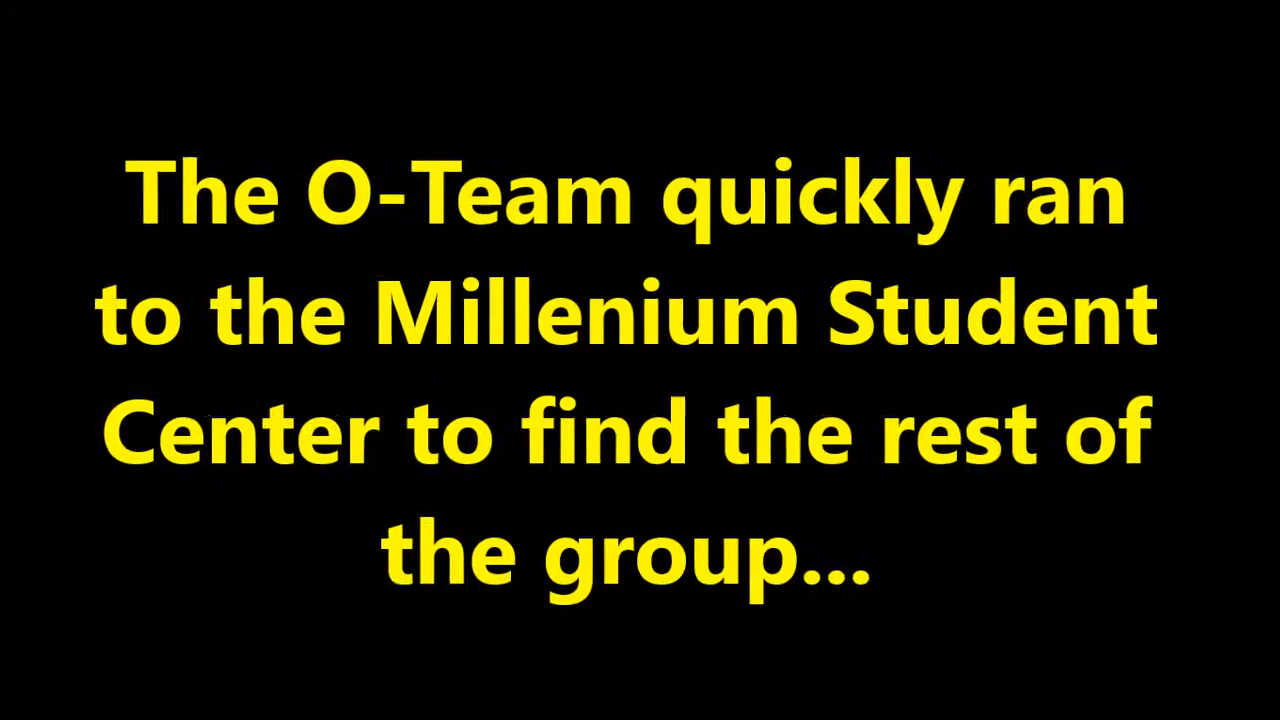 The O-Team quickly ran
to the Millenium Student
Center to find the rest of
the group...